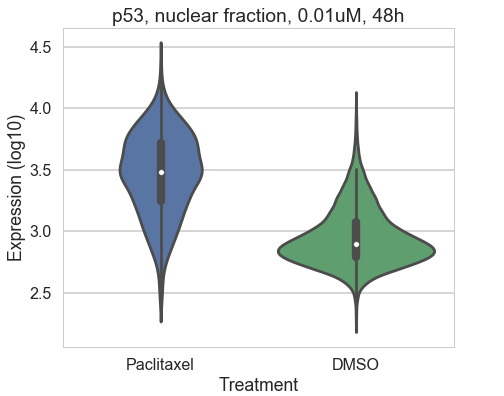 p53, nuclear fraction, 0.01uM, 48h
Expression (log10)
4.5
4.0
3.5
3.0
2.5
Paclitaxel DMSO
Treatment